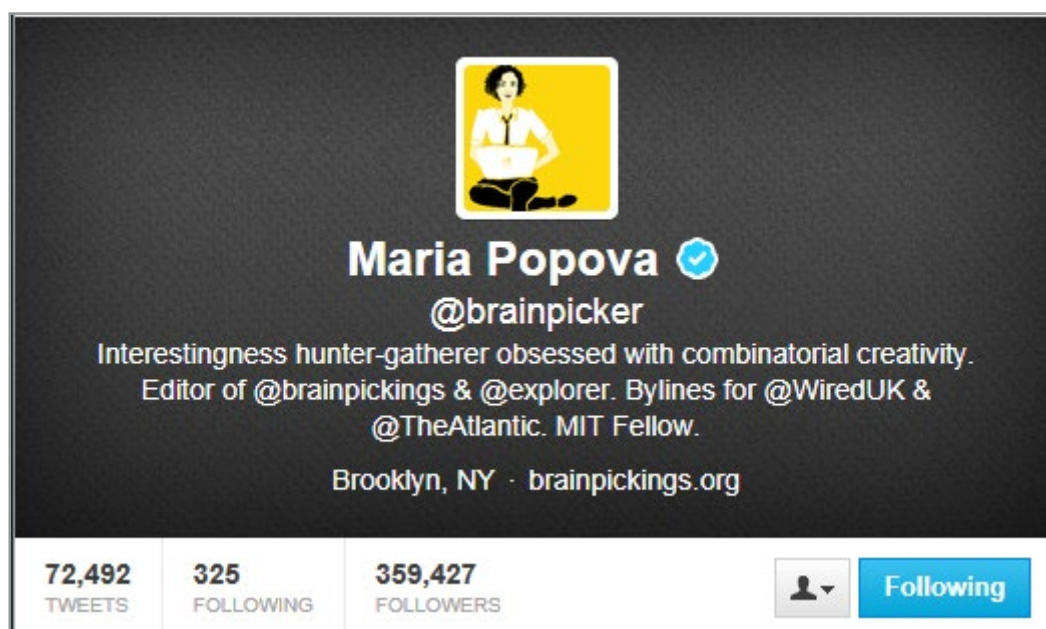 Maria Popova
@brainpicker
Interestingness hunter-gatherer obsessed with combinatorial creativity.
Editor of @brainpickings & @explorer. Bylines for @WiredUK &
@TheAtlantic. MIT Fellow.
Brooklyn, NY · brainpickings.org
72,492 325 359,427
TWEETS FOLLOWING FOLLOWERS
Following